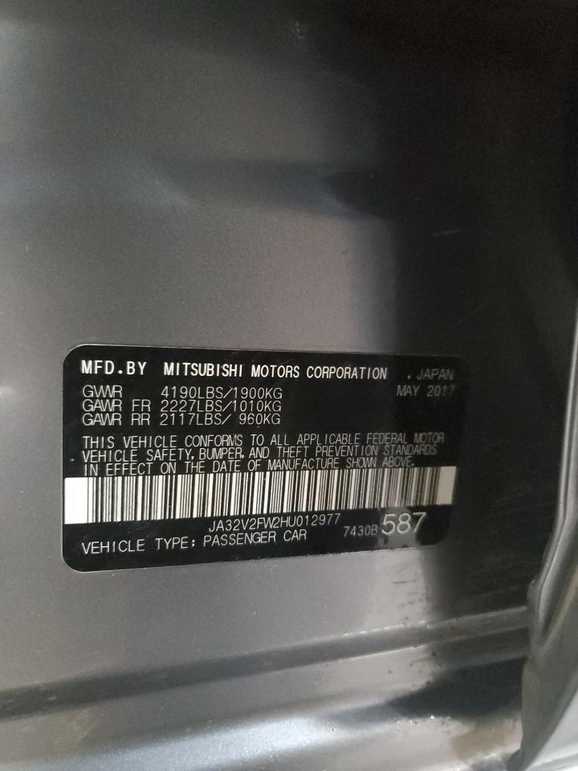 MFD.BY MITSUBISHI MOTORS CORPORATION . JAPAN
GVWR 4190LBS/1900KG MAY 2017
GAWR FR 2227LBS/1010KG
GAWR RR 2117LBS/ 960KG
THIS VEHICLE CONFORMS TO ALL APPLICABLE FEDERAL MOTOR
VEHICLE SAFETY, BUMPER, AND THEFT PREVENTION STANDARDS
IN EFFECT ON THE DATE OF MANUFACTURE SHOWN ABOVE.
JA32V2FW2HU012977
VEHICLE TYPE: PASSENGER CAR 7430B 587